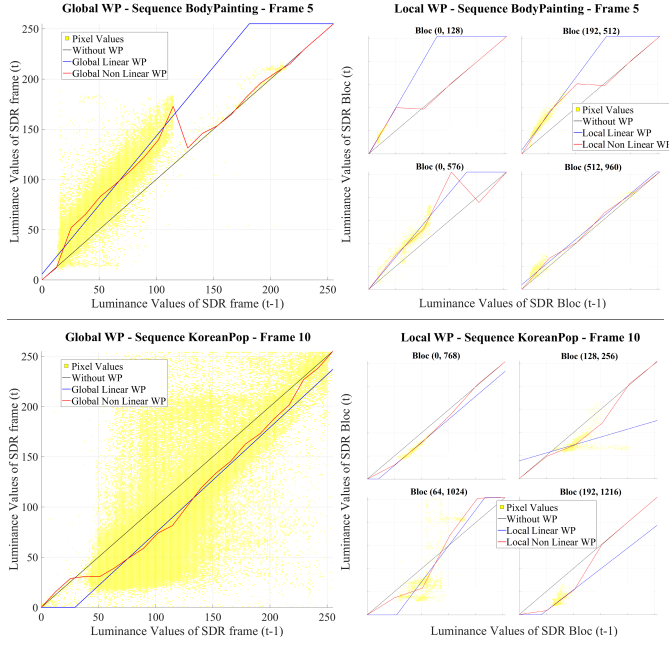 Global WP - Sequence BodyPainting - Frame 5
250
200
150
100
50
0
0
50
100
150
200
250
Luminance Values of SDR frame (t)
Luminance Values of SDR frame (t-1)
Pixel Values
Without WP
Global Linear WP
Global Non Linear WP
Local WP - Sequence BodyPainting - Frame 5
Bloc (0, 128)
Bloc (192, 512)
Pixel Values
Without WP
Local Linear WP
Local Non Linear WP
Bloc (0, 576)
Bloc (512, 960)
Luminance Values of SDR Bloc (t)
Luminance Values of SDR Bloc (t-1)
Global WP - Sequence KoreanPop - Frame 10
250
200
150
100
50
0
0
50
100
150
200
250
Luminance Values of SDR frame (t)
Luminance Values of SDR frame (t-1)
Pixel Values
Without WP
Global Linear WP
Global Non Linear WP
Local WP - Sequence KoreanPop - Frame 10
Bloc (0, 768)
Bloc (128, 256)
Bloc (64, 1024)
Bloc (192, 1216)
Pixel Values
Without WP
Local Linear WP
Local Non Linear WP
Luminance Values of SDR Bloc (t)
Luminance Values of SDR Bloc (t-1)